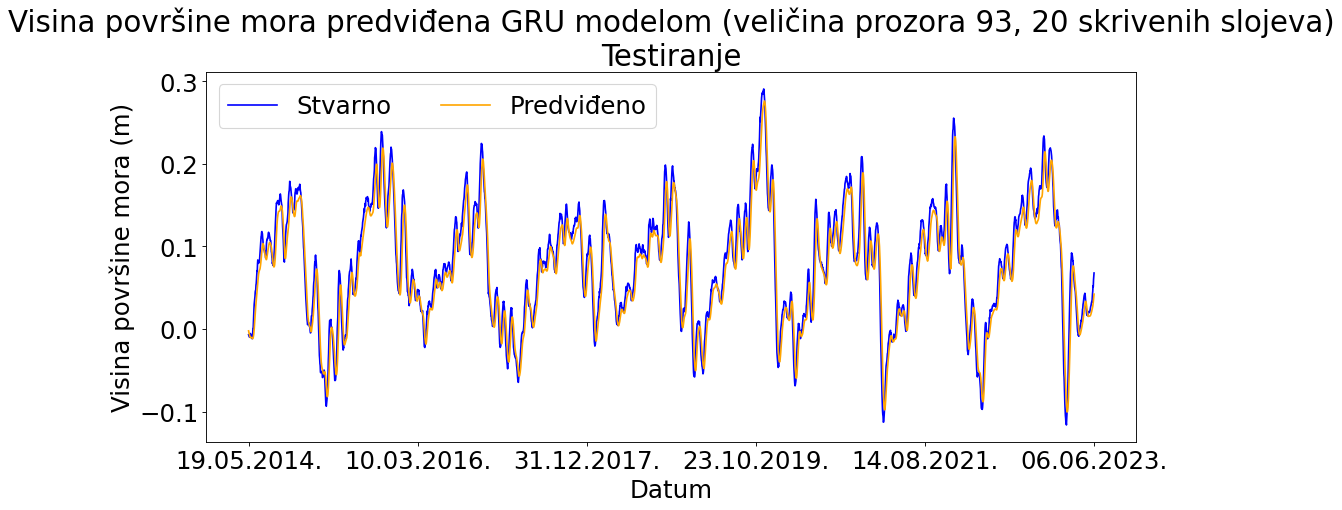 Visina površine mora predviđena GRU modelom (veličina prozora 93, 20 skrivenih slojeva)
Testiranje
Stvarno
Predviđeno
Visina površine mora (m)
0.3
0.2
0.1
0.0
−0.1
19.05.2014.
10.03.2016.
31.12.2017.
23.10.2019.
14.08.2021.
06.06.2023.
Datum